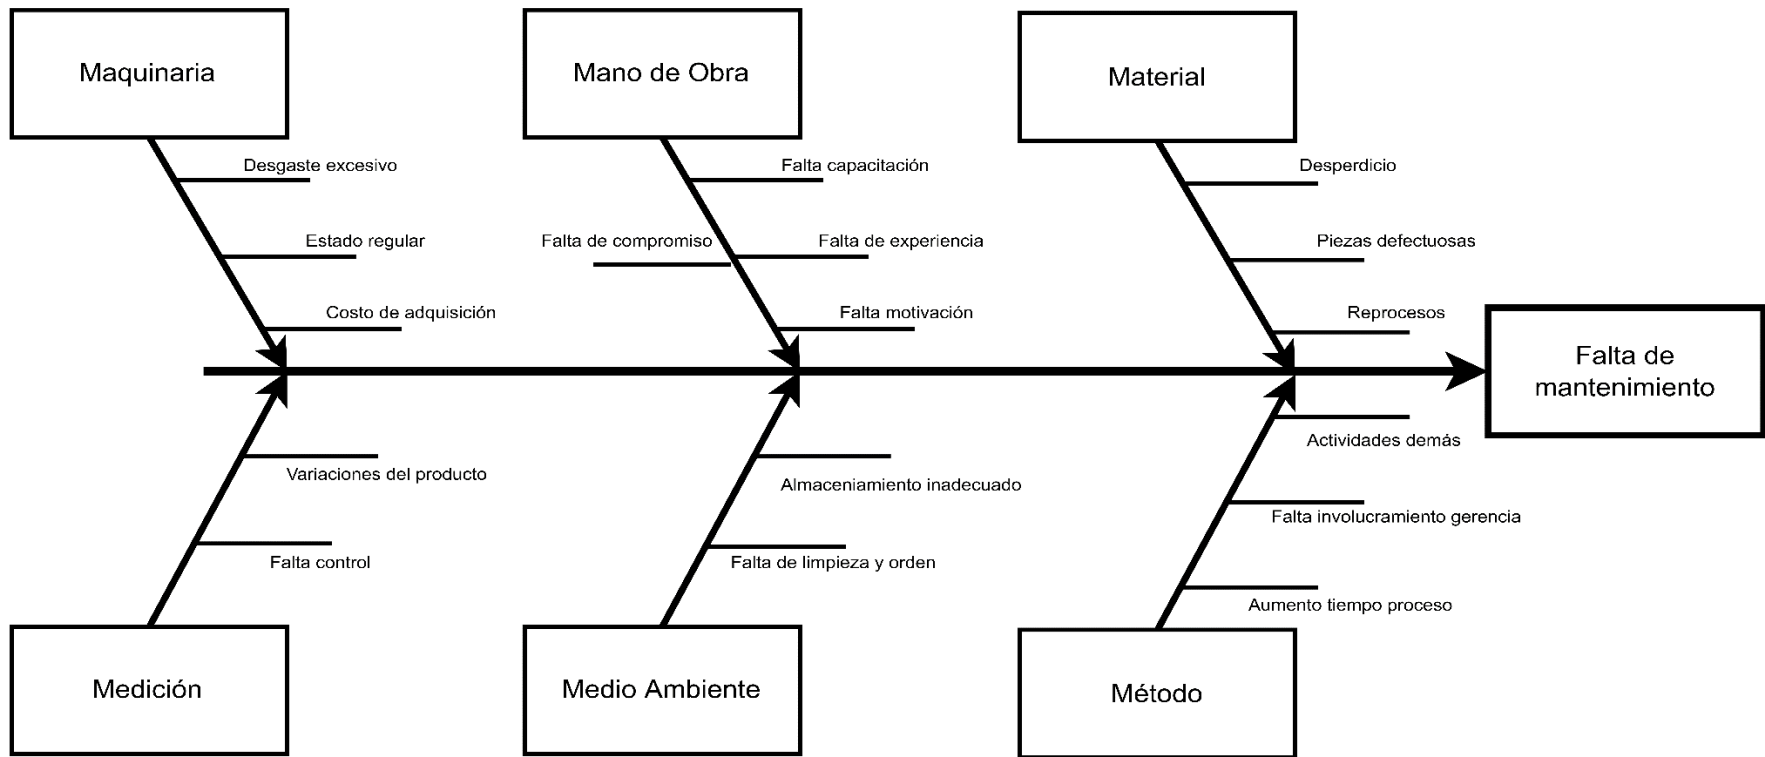 Maquinaria
Mano de Obra
Material
Desgaste excesivo
Falta capacitación
Desperdicio
Estado regular
Falta de compromiso
Falta de experiencia
Piezas defectuosas
Costo de adquisición
Falta motivación
Reprocesos
Falta de
mantenimiento
Variaciones del producto
Almaceniamiento inadecuado
Actividades demás
Falta control
Falta de limpieza y orden
Falta involucramiento gerencia
Aumento tiempo proceso
Medición
Medio Ambiente
Método